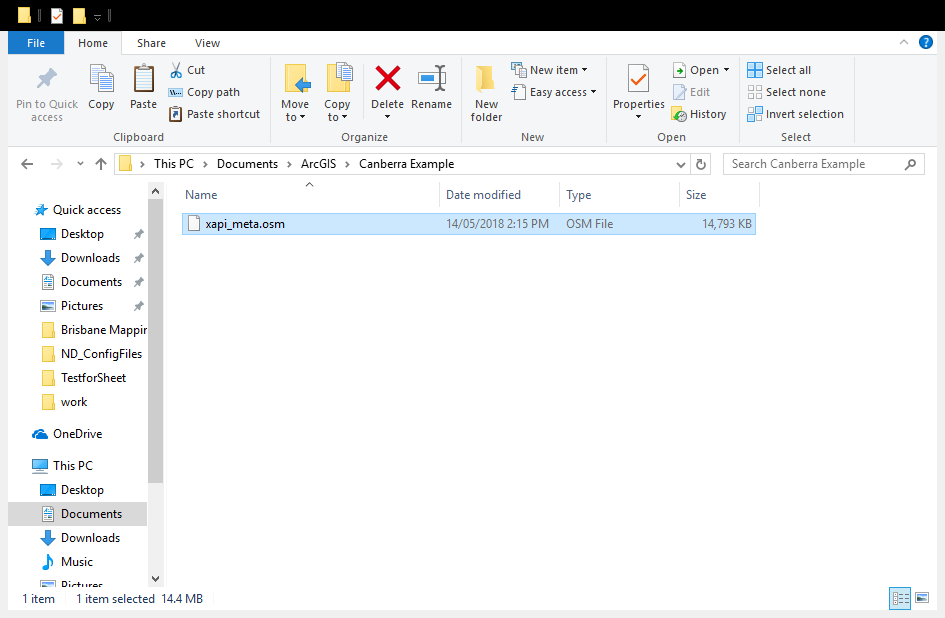 File Home Share View
Pin to Quick access
Copy
Paste
Cut
Copy path
Paste shortcut
Clipboard
Move to
Copy to
Delete
Rename
Organize
New folder
New item
Easy access
New
Properties
Open
Edit
History
Open
Select all
Select none
Invert selection
Select
This PC > Documents > ArcGIS > Canberra Example
Search Canberra Example
Name Date modified Type Size
xapi_meta.osm 14/05/2018 2:15 PM OSM File 14,793 KB
Quick access
Desktop
Downloads
Documents
Pictures
Brisbane Mappin
ND_ConfigFiles
TestforSheet
work
OneDrive
This PC
Desktop
Documents
Downloads
Music
Pictures
1 item 1 item selected 14.4 MB